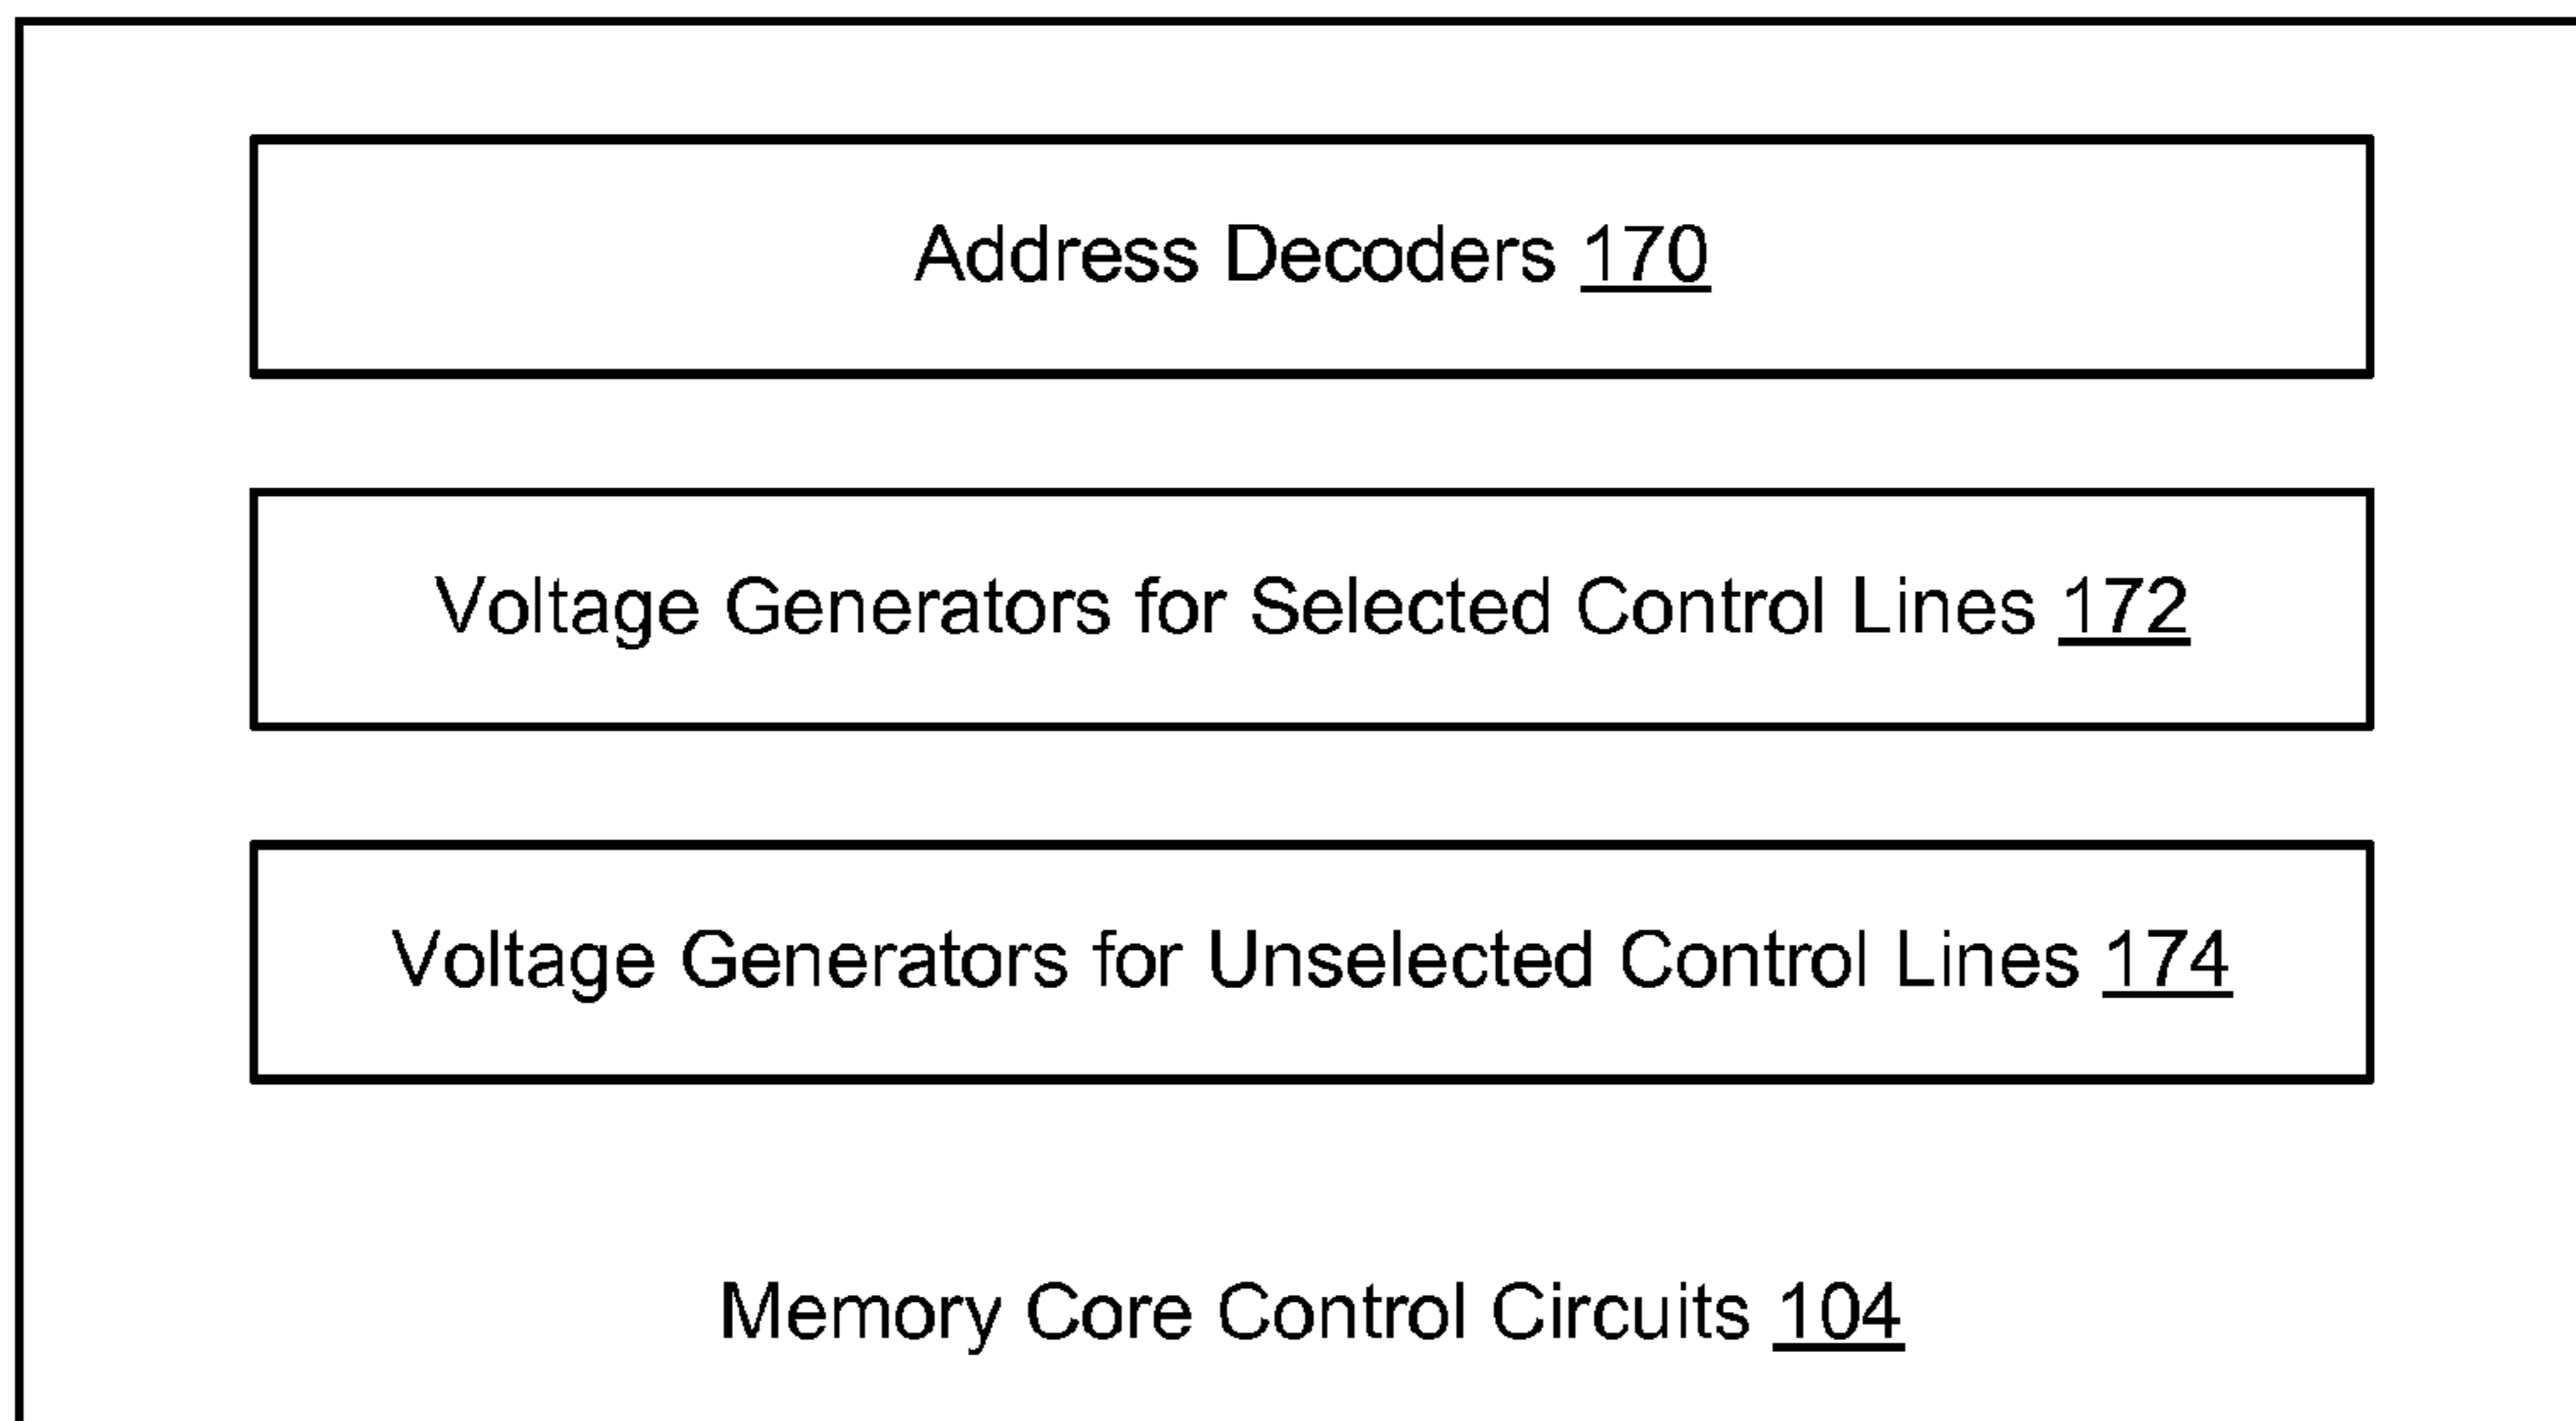 Address Decoders 170
Voltage Generators for Selected Control Lines 172
Voltage Generators for Unselected Control Lines 174
Memory Core Control Circuits 104